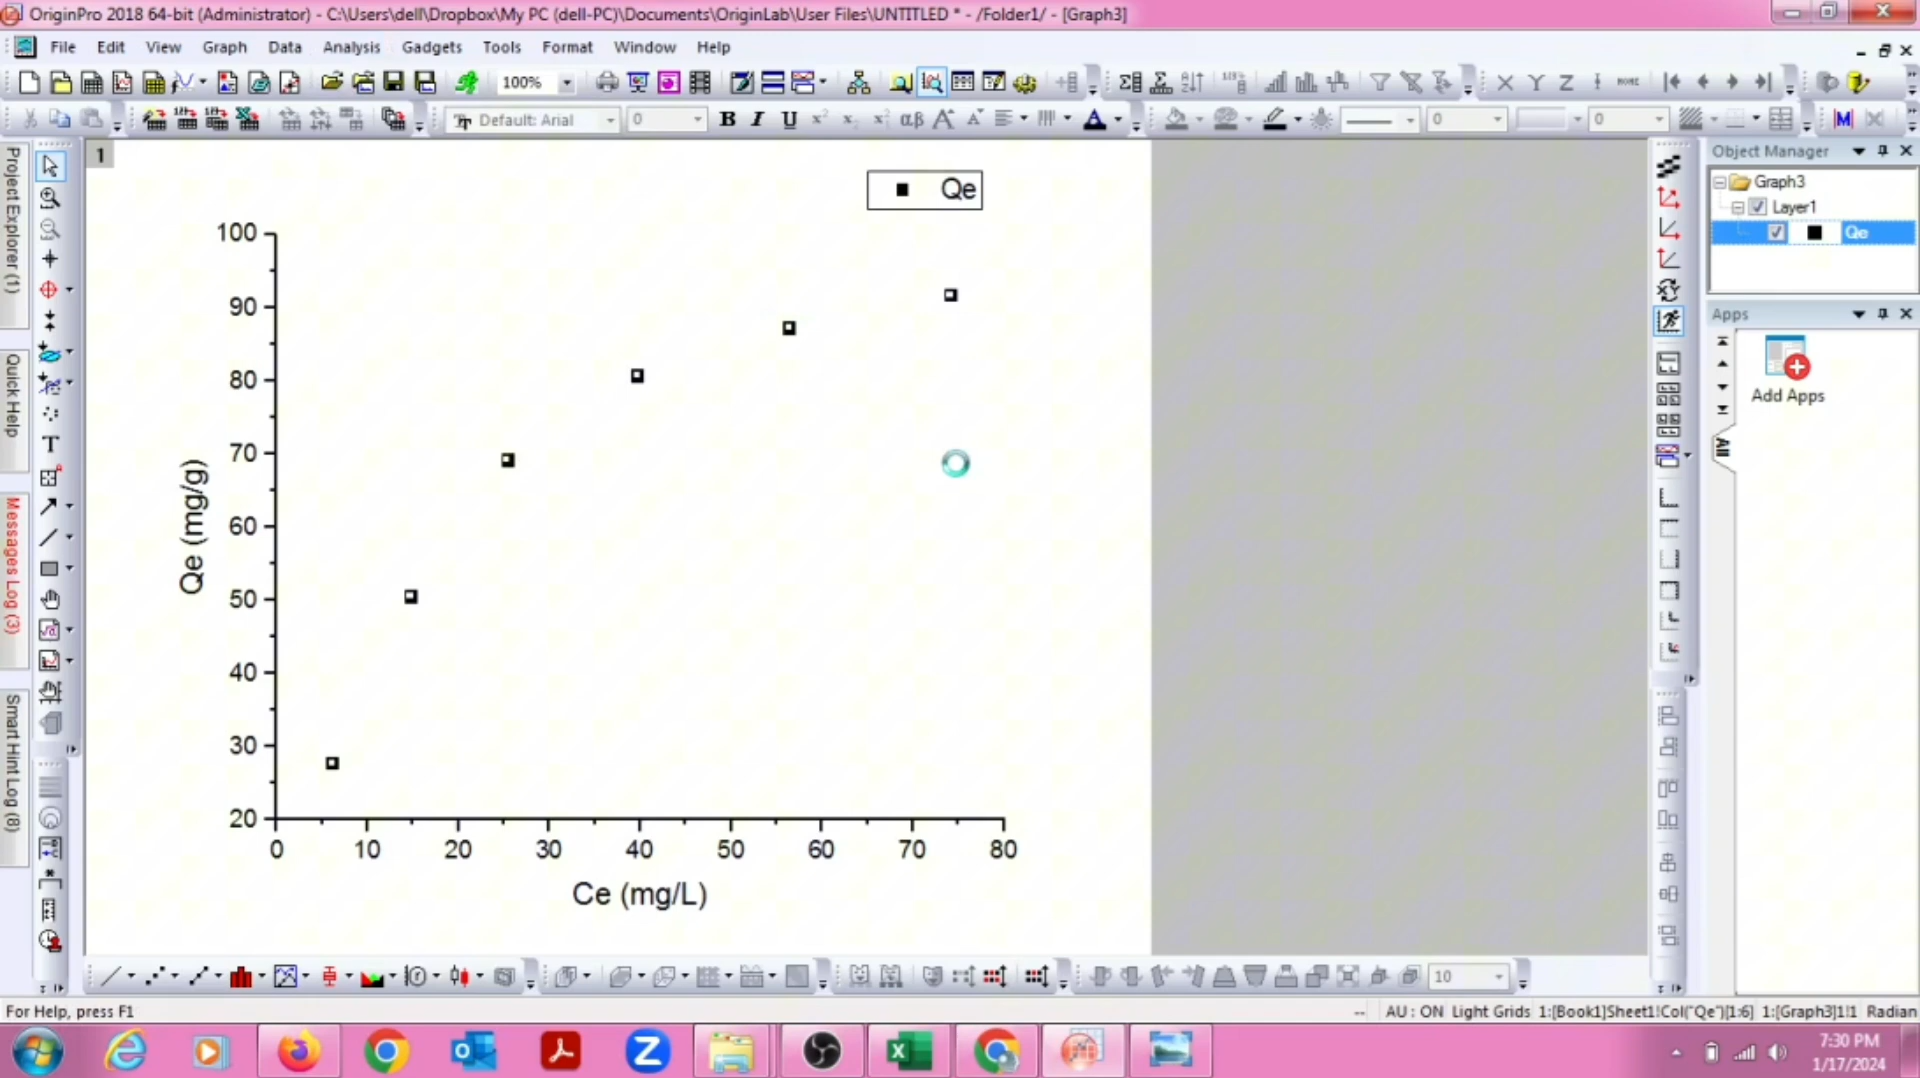 OriginPro 2018 64-bit (Administrator) - C:\Users\dell\Dropbox\My PC (dell-PC)\Documents\OriginLab\User Files\UNTITLED * - /Folder1/ - [Graph3]
File Edit View Graph Data Analysis Gadgets Tools Format Window Help
100%
Default: Arial 0 B I U αβ A 0 0 M
Project Explorer (1)
Quick Help
Messages Log (3)
Smart Hint Log (8)
1
Qe
100
90
80
70
60
50
40
30
20
Qe (mg/g)
0 10 20 30 40 50 60 70 80
Ce (mg/L)
Object Manager
Graph3
Layer1
Qe
Apps
Add Apps
All
10
For Help, press F1
-- AU : ON Light Grids 1:[Book1]Sheet1!Col("Qe")[1:6] 1:[Graph3]1!1 Radian
7:30 PM
1/17/2024